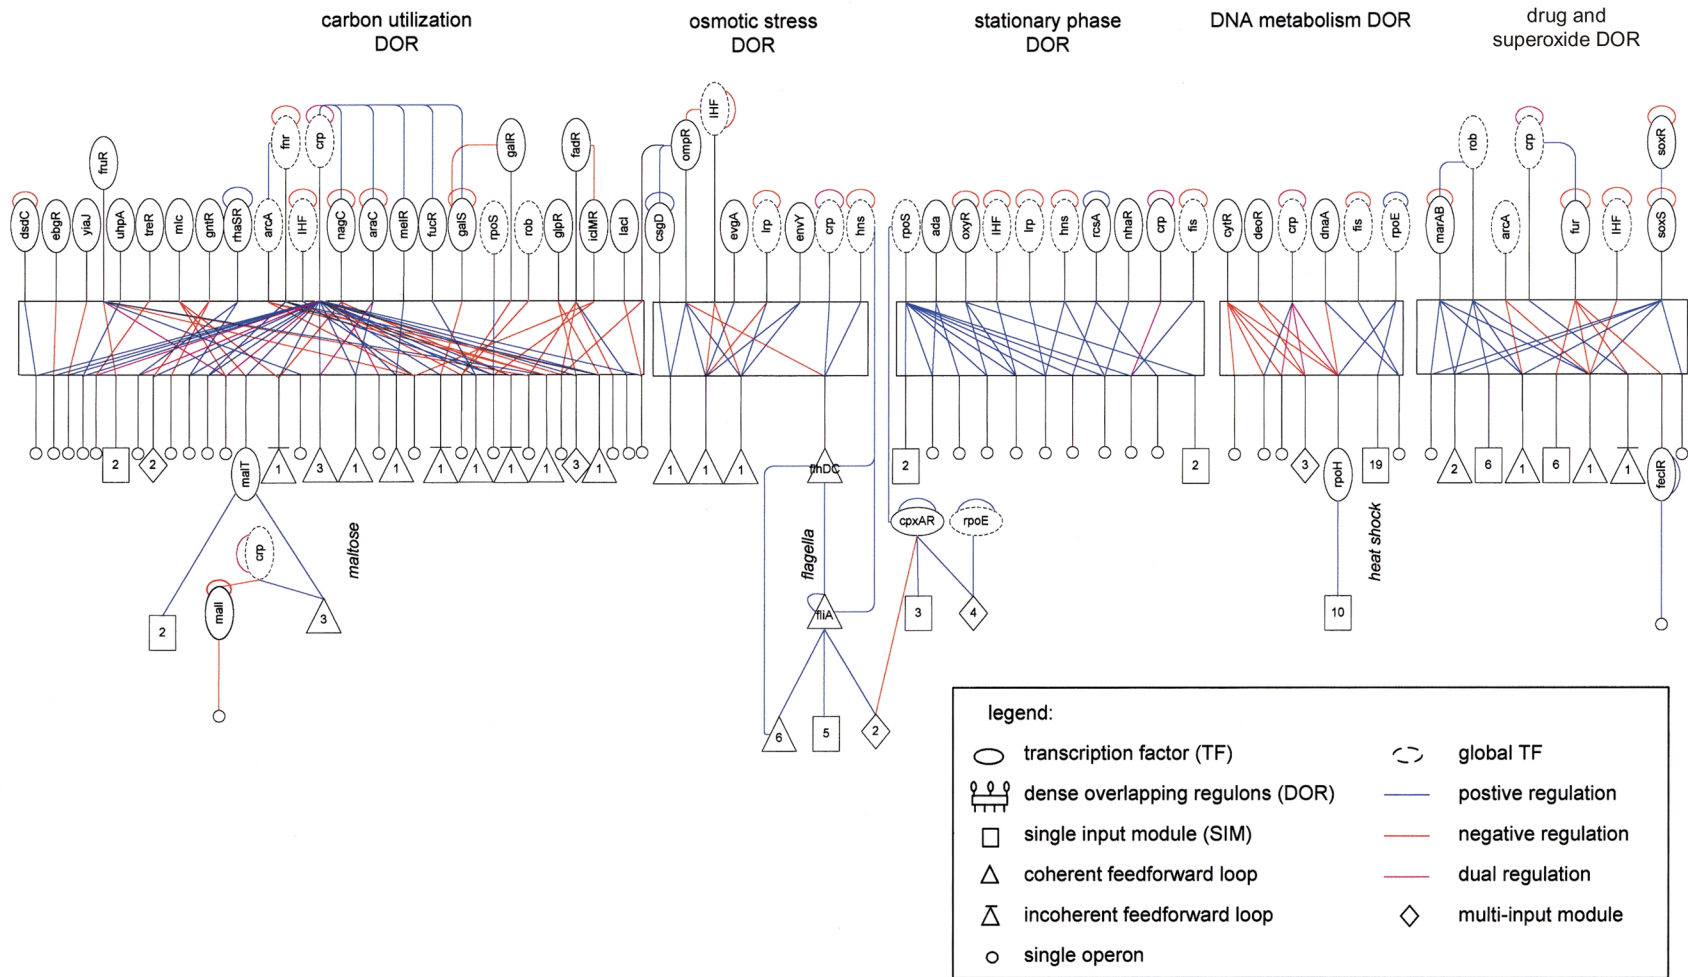 carbon utilization
DOR
osmotic stress
DOR
stationary phase
DOR
DNA metabolism DOR
drug and
superoxide DOR
fruR
fnr
crp
galR
fadR
ompR
IHF
rob
crp
soxR
dsdC
ebgR
yiaJ
uhpA
treR
mlc
gntR
rhaSR
arcA
IHF
nagC
araC
melR
fucR
galS
rpoS
rob
glpR
iclMR
lacI
csgD
evgA
lrp
envY
crp
hns
rpoS
ada
oxyR
IHF
lrp
hns
rcsA
nhaR
crp
fis
cytR
deoR
crp
dnaA
fis
rpoE
marAB
arcA
fur
IHF
soxS
2
2
malT
1
3
1
1
1
1
1
1
3
1
1
1
1
flhDC
2
2
3
rpoH
19
2
6
1
6
1
1
fecIR
crp
maltose
malI
2
3
flagella
fliA
6
5
2
cpxAR
rpoE
3
4
heat shock
10
legend:
transcription factor (TF)
global TF
dense overlapping regulons (DOR)
postive regulation
single input module (SIM)
negative regulation
coherent feedforward loop
dual regulation
incoherent feedforward loop
multi-input module
single operon